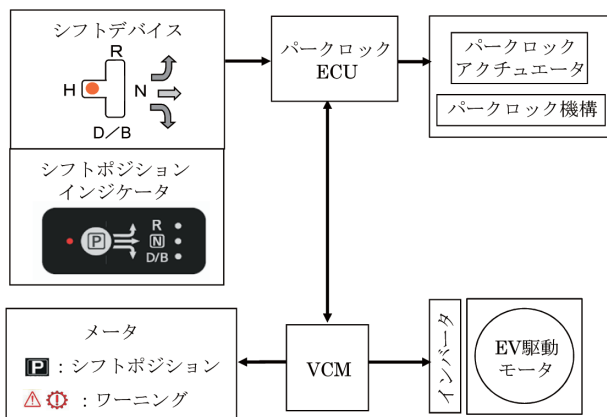 シフトデバイス
R
H
N
D／B
シフトポジション
インジケータ
P
R
N
D/B
パークロック
ECU
パークロック
アクチュエータ
パークロック機構
メータ
P：シフトポジション
：ワーニング
VCM
インバータ
EV駆動
モータ